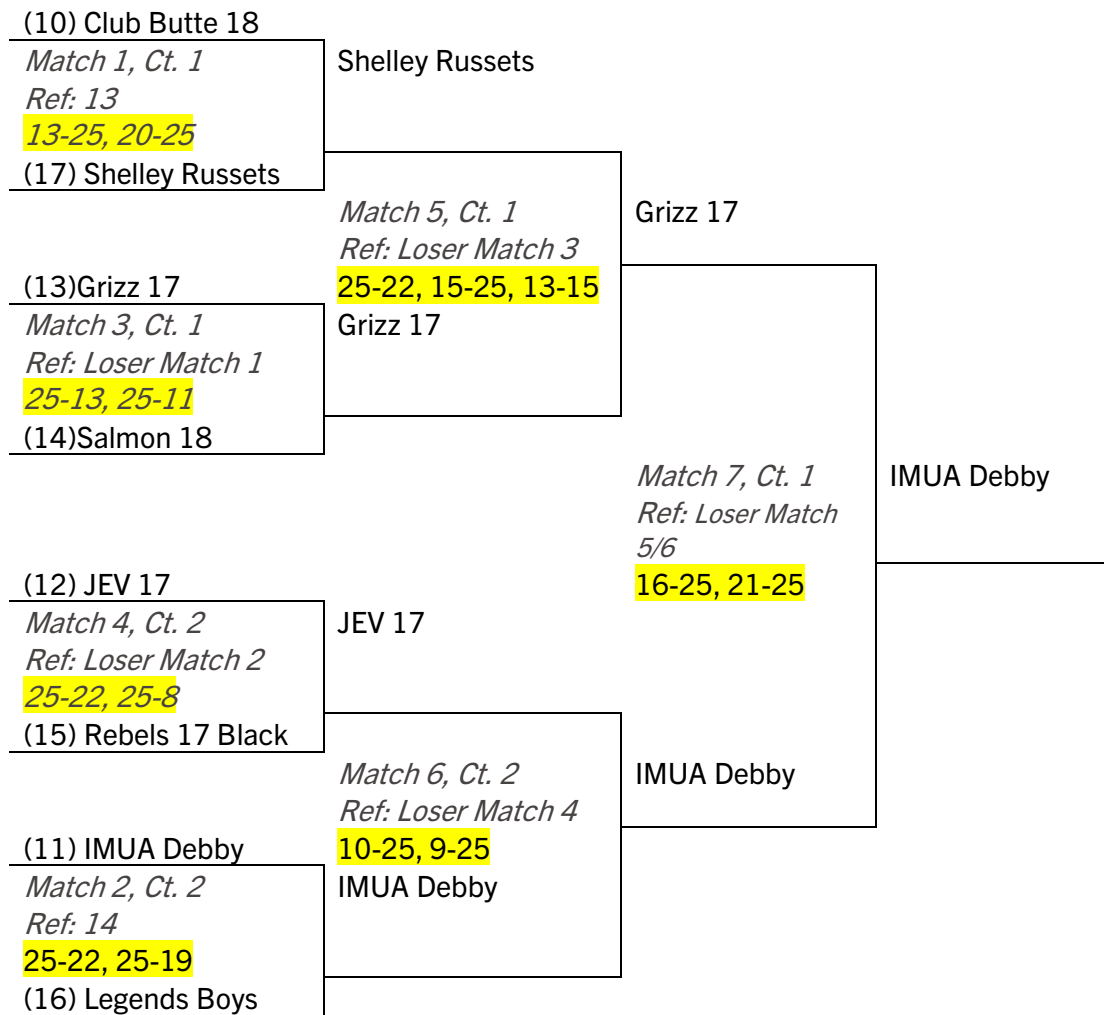 (10) Club Butte 18
Match 1, Ct. 1
Ref: 13
13-25, 20-25
(17) Shelley Russets
(13)Grizz 17
Match 3, Ct. 1
Ref: Loser Match 1
25-13, 25-11
(14)Salmon 18
(12) JEV 17
Match 4, Ct. 2
Ref: Loser Match 2
25-22, 25-8
(15) Rebels 17 Black
(11) IMUA Debby
Match 2, Ct. 2
Ref: 14
25-22, 25-19
(16) Legends Boys
Shelley Russets
Match 5, Ct. 1
Ref: Loser Match 3
25-22, 15-25, 13-15
Grizz 17
JEV 17
Match 6, Ct. 2
Ref: Loser Match 4
10-25, 9-25
IMUA Debby
Grizz 17
Match 7, Ct. 1
Ref: Loser Match
5/6
16-25, 21-25
IMUA Debby
IMUA Debby